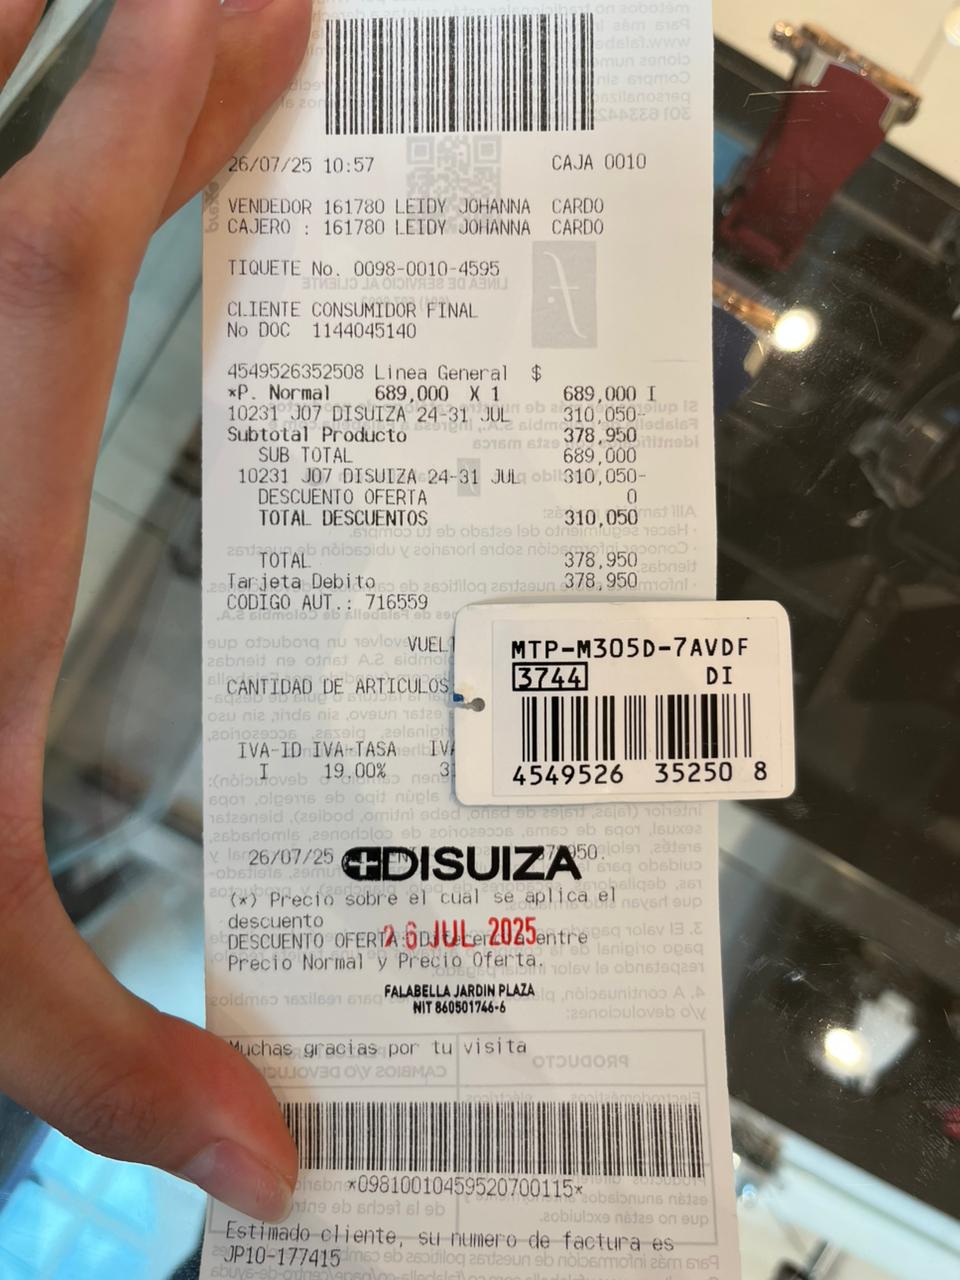 26/07/25 10:57 CAJA 0010
VENDEDOR 161780 LEIDY JOHANNA CARDO
CAJERO : 161780 LEIDY JOHANNA CARDO
TIQUETE No. 0098-0010-4595
CLIENTE CONSUMIDOR FINAL
No DOC 1144045140
4549526352508 Linea General $
*P. Normal 689,000 X 1 689,000 I
10231 J07 DISUIZA 24-31 JUL 310,050-
Subtotal Producto 378,950
SUB TOTAL 689,000
10231 J07 DISUIZA 24-31 JUL 310,050-
DESCUENTO OFERTA 0
TOTAL DESCUENTOS 310,050
TOTAL 378,950
Tarjeta Debito 378,950
CODIGO AUT.: 716559
CANTIDAD DE ARTICULOS
MTP-M305D-7AVDF
3744 DI
4549526 35250 8
IVA-ID IVA-TASA
I 19.00%
26/07/25
DISUIZA
(*) Precio sobre el cual se aplica el
descuento
DESCUENTO OFERTA: Diferencia entre
26 JUL 2025
Precio Normal y Precio Oferta.
FALABELLA JARDIN PLAZA
NIT 860501746-6
Muchas gracias por tu visita
*09810010459520700115*
Estimado cliente, su numero de factura es
JP10-177415